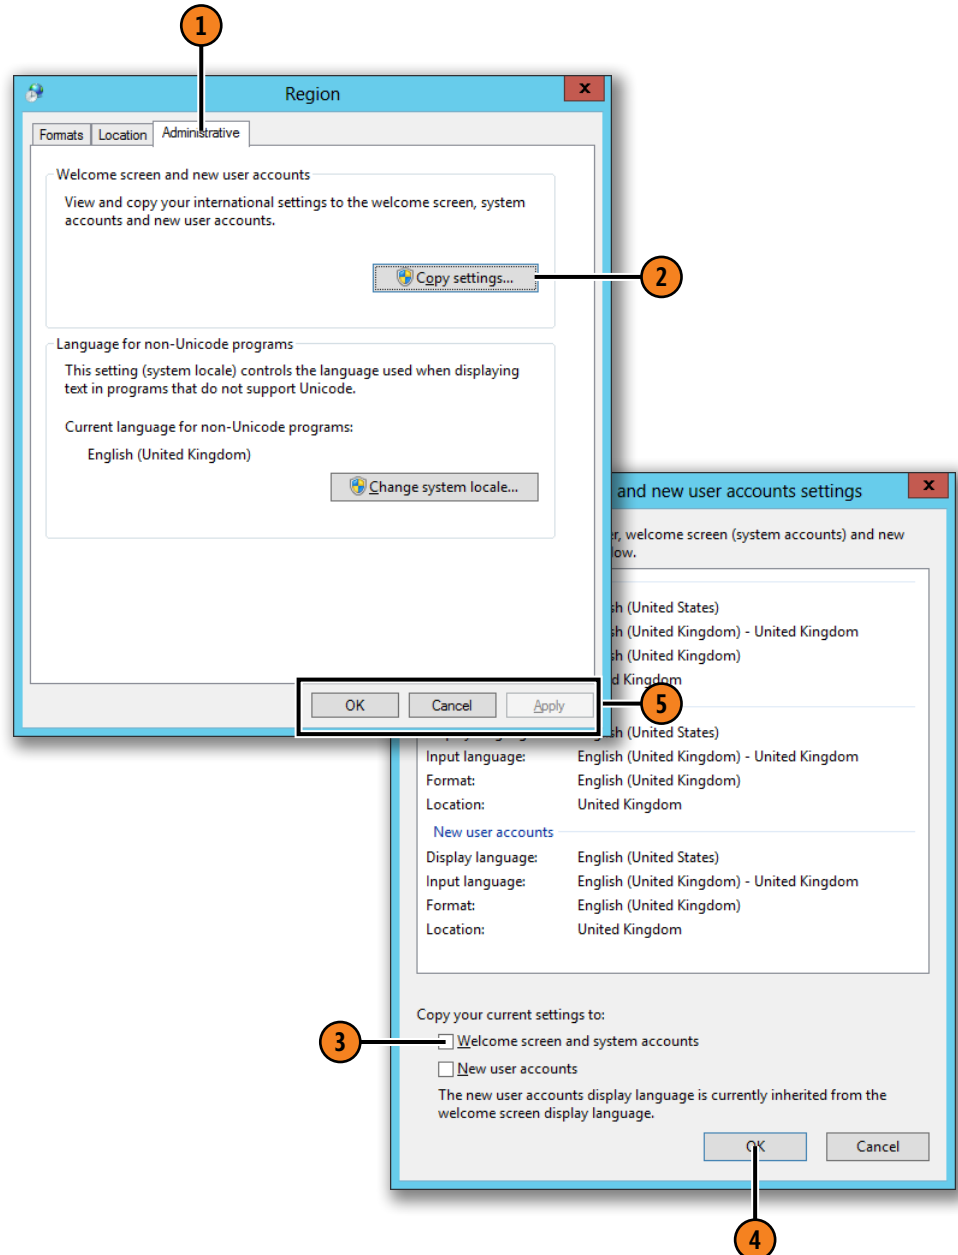 1
Region
x
Formats Location Administrative
Welcome screen and new user accounts
View and copy your international settings to the welcome screen, system
accounts and new user accounts.
Copy settings...
2
Language for non-Unicode programs
This setting (system locale) controls the language used when displaying
text in programs that do not support Unicode.
Current language for non-Unicode programs:
English (United Kingdom)
Change system locale...
OK Cancel Apply
5
and new user accounts settings
x
welcome screen (system accounts) and new
(United States)
(United Kingdom) - United Kingdom
(United Kingdom)
Kingdom
(United States)
Input language: English (United Kingdom) - United Kingdom
Format: English (United Kingdom)
Location: United Kingdom
New user accounts
Display language: English (United States)
Input language: English (United Kingdom) - United Kingdom
Format: English (United Kingdom)
Location: United Kingdom
Copy your current settings to:
3
Welcome screen and system accounts
New user accounts
The new user accounts display language is currently inherited from the
welcome screen display language.
OK Cancel
4